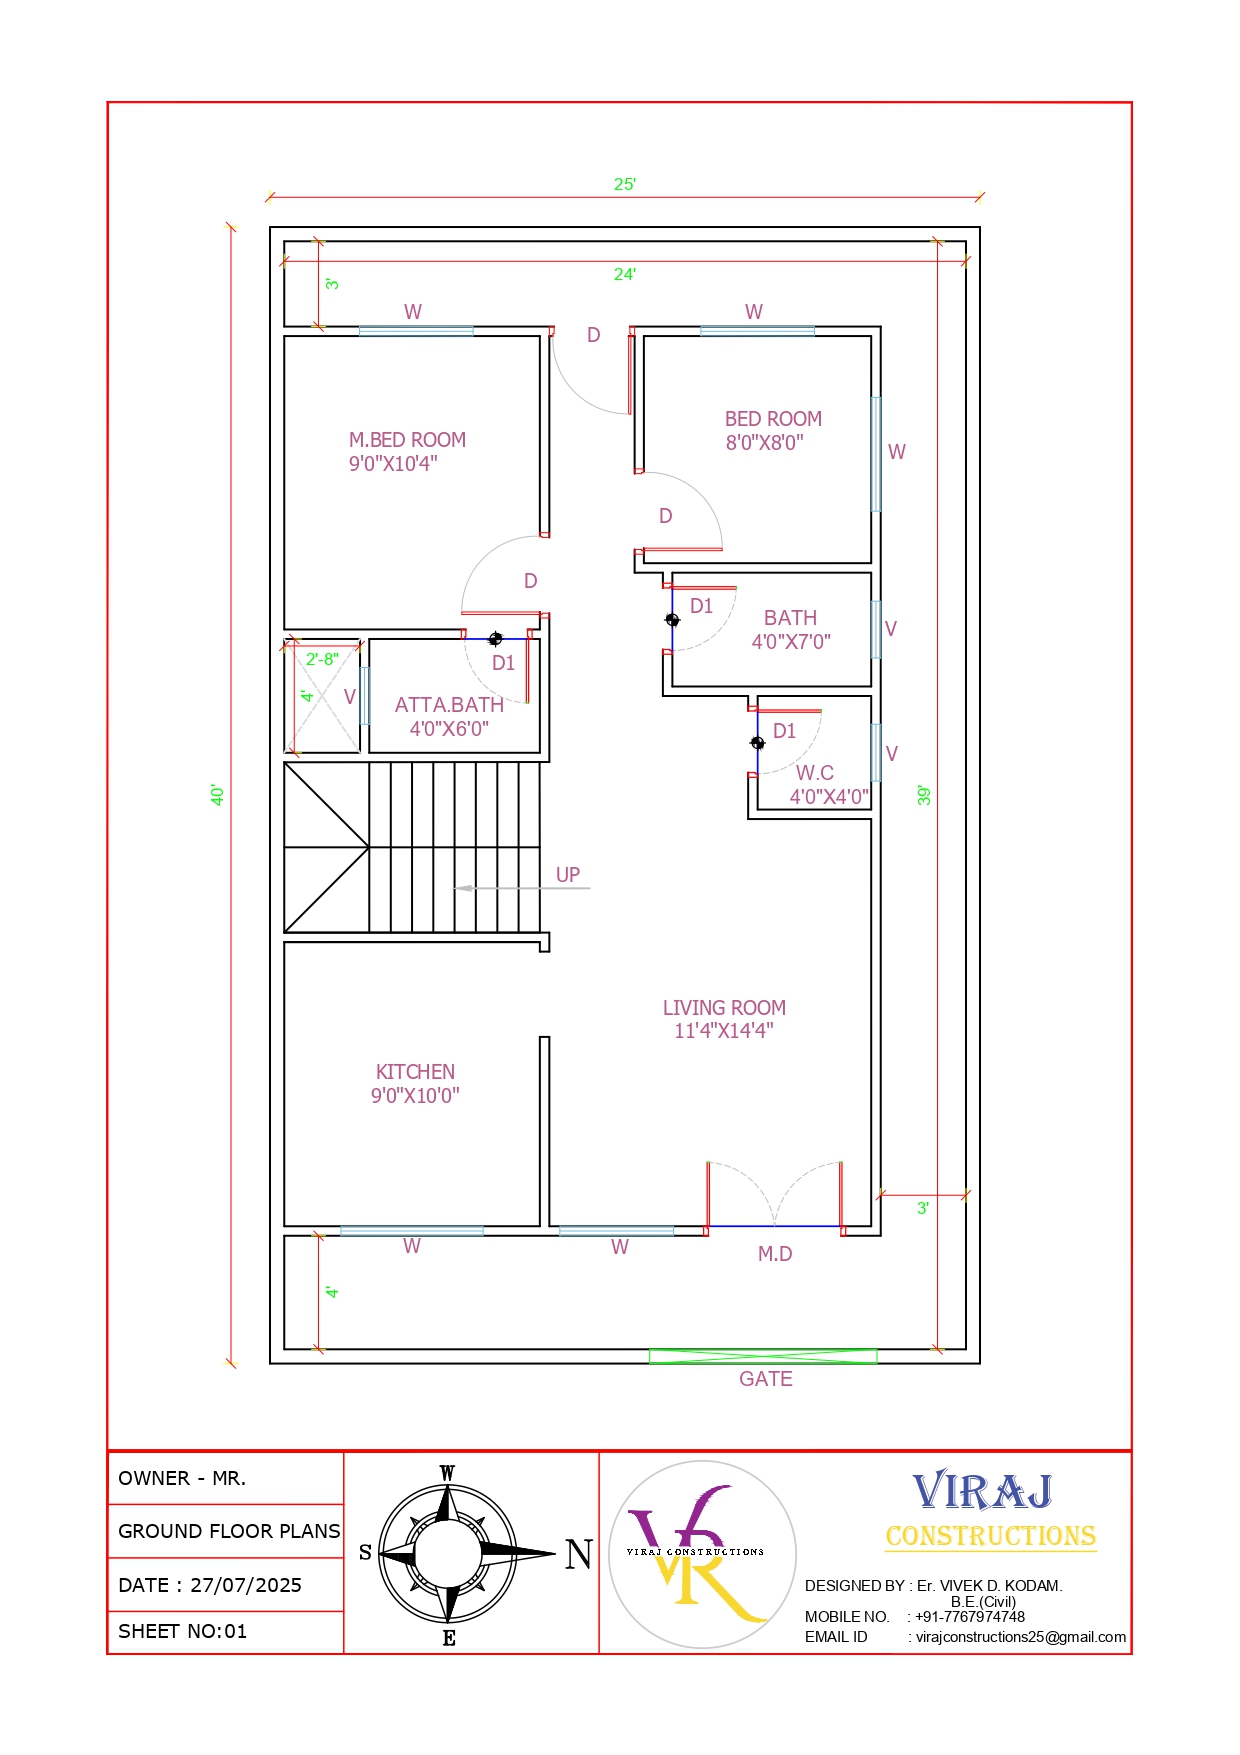 25'
24'
3'
W
W
D
BED ROOM
8'0"X8'0"
M.BED ROOM
9'0"X10'4"
W
D
D
D1
BATH
4'0"X7'0"
V
2'-8"
D1
4'
V
ATTA.BATH
4'0"X6'0"
D1
V
W.C
4'0"X4'0"
40'
39'
UP
LIVING ROOM
11'4"X14'4"
KITCHEN
9'0"X10'0"
3'
W
W
M.D
4'
GATE
OWNER - MR.
GROUND FLOOR PLANS
DATE : 27/07/2025
SHEET NO:01
W
S
N
E
VR
VIRAJ CONSTRUCTIONS
VIRAJ
CONSTRUCTIONS
DESIGNED BY : Er. VIVEK D. KODAM.
B.E.(Civil)
MOBILE NO. : +91-7767974748
EMAIL ID : virajconstructions25@gmail.com